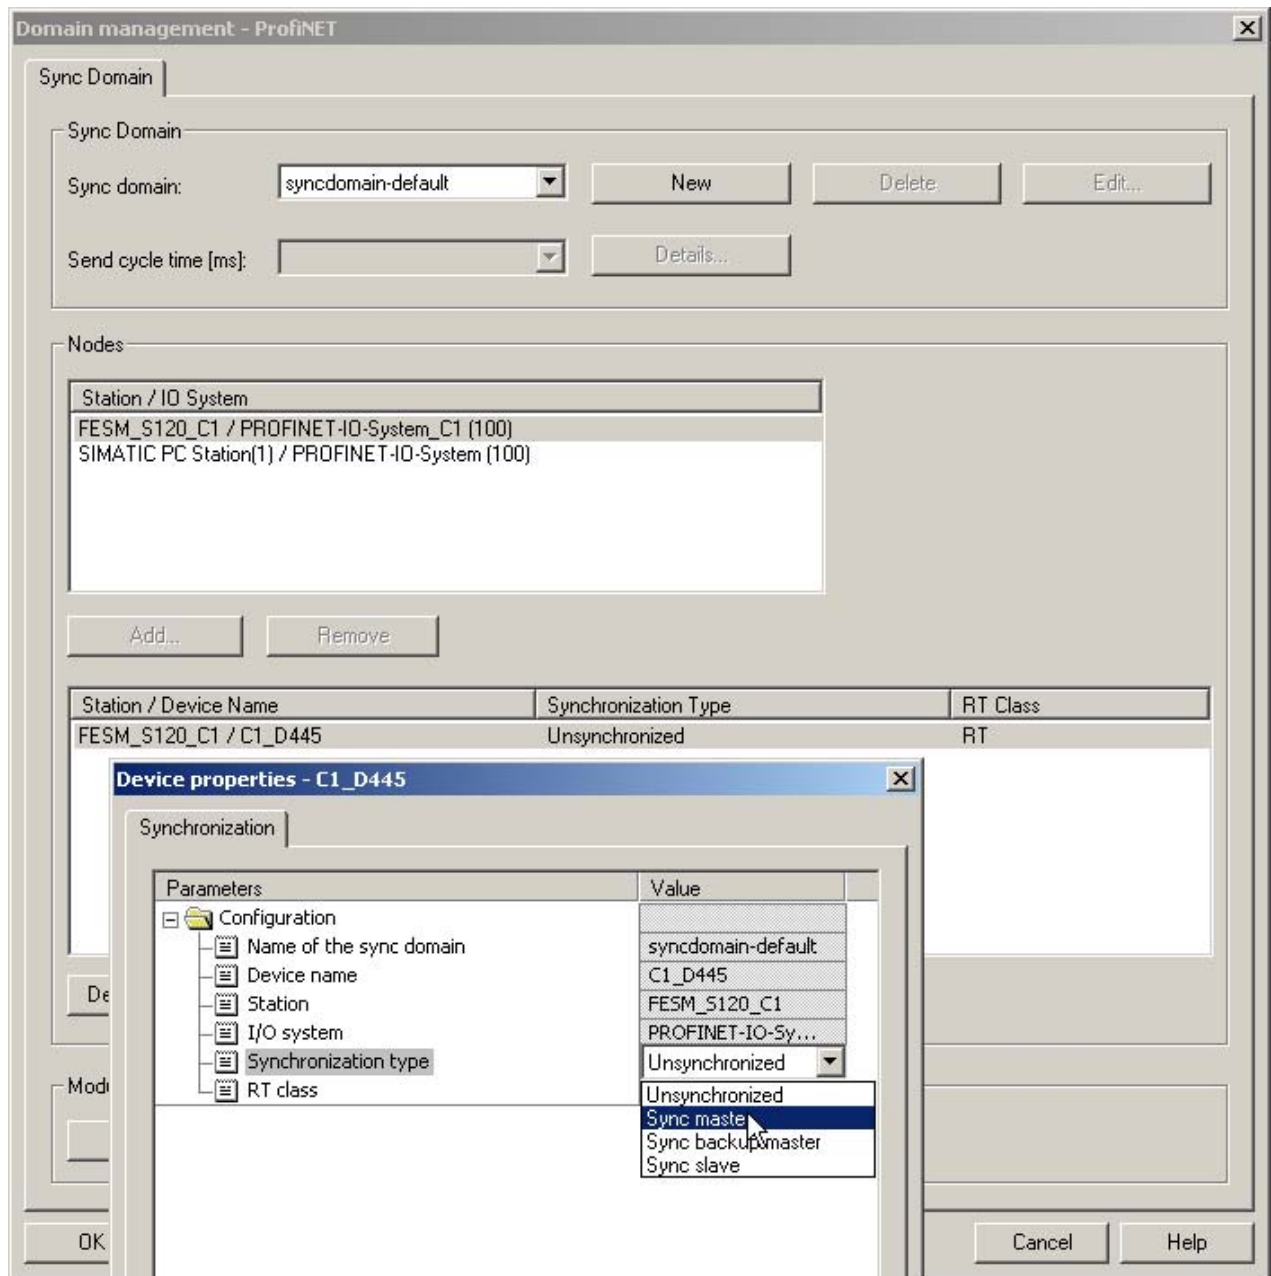 Domain management - ProfiNET
Sync Domain
Sync Domain
Sync domain: syncdomain-default New Delete Edit...
Send cycle time [ms]: Details...
Nodes
Station / IO System
FESM_S120_C1 / PROFINET-IO-System_C1 (100)
SIMATIC PC Station(1) / PROFINET-IO-System (100)
Add... Remove
Station / Device Name Synchronization Type RT Class
FESM_S120_C1 / C1_D445 Unsynchronized RT
Device properties - C1_D445
Synchronization
Parameters Value
Configuration
Name of the sync domain syncdomain-default
Device name C1_D445
De
Station FESM_S120_C1
I/O system PROFINET-IO-Sy...
Synchronization type Unsynchronized
Modu
RT class
Unsynchronized
Sync master
Sync backup master
Sync slave
OK Cancel Help